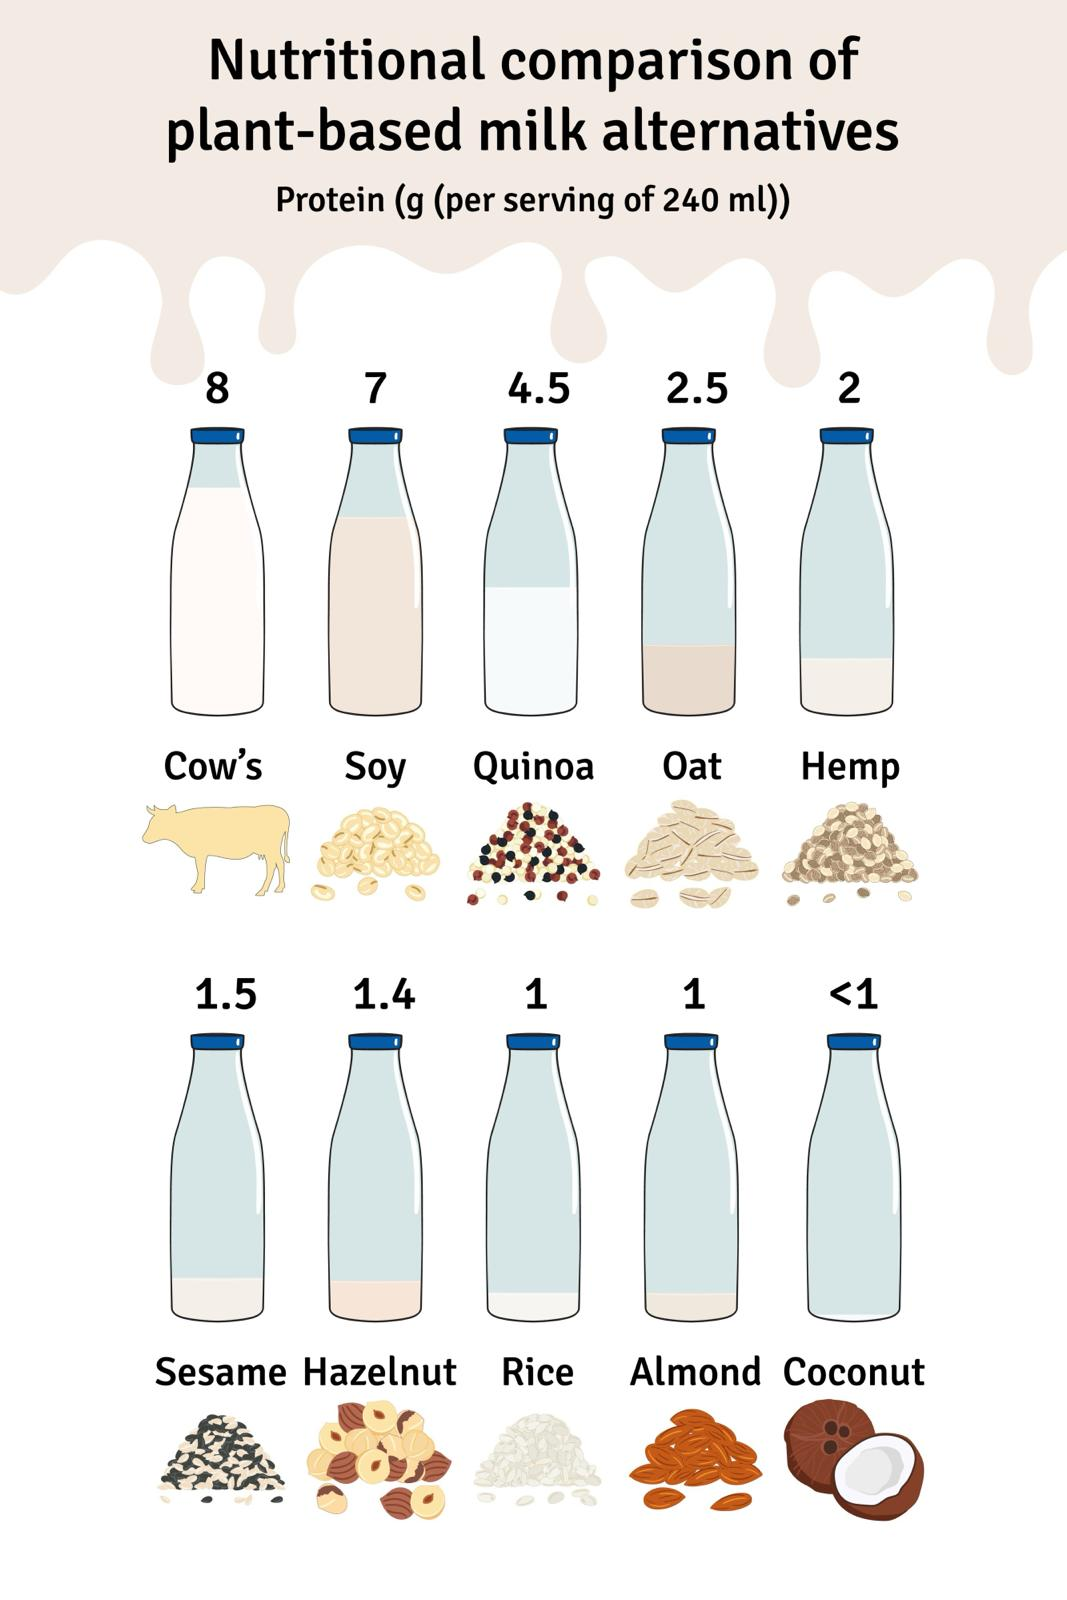 Nutritional comparison of
plant-based milk alternatives
Protein (g (per serving of 240 ml))
8 7 4.5 2.5 2
Cow’s Soy Quinoa Oat Hemp
1.5 1.4 1 1 <1
Sesame Hazelnut Rice Almond Coconut